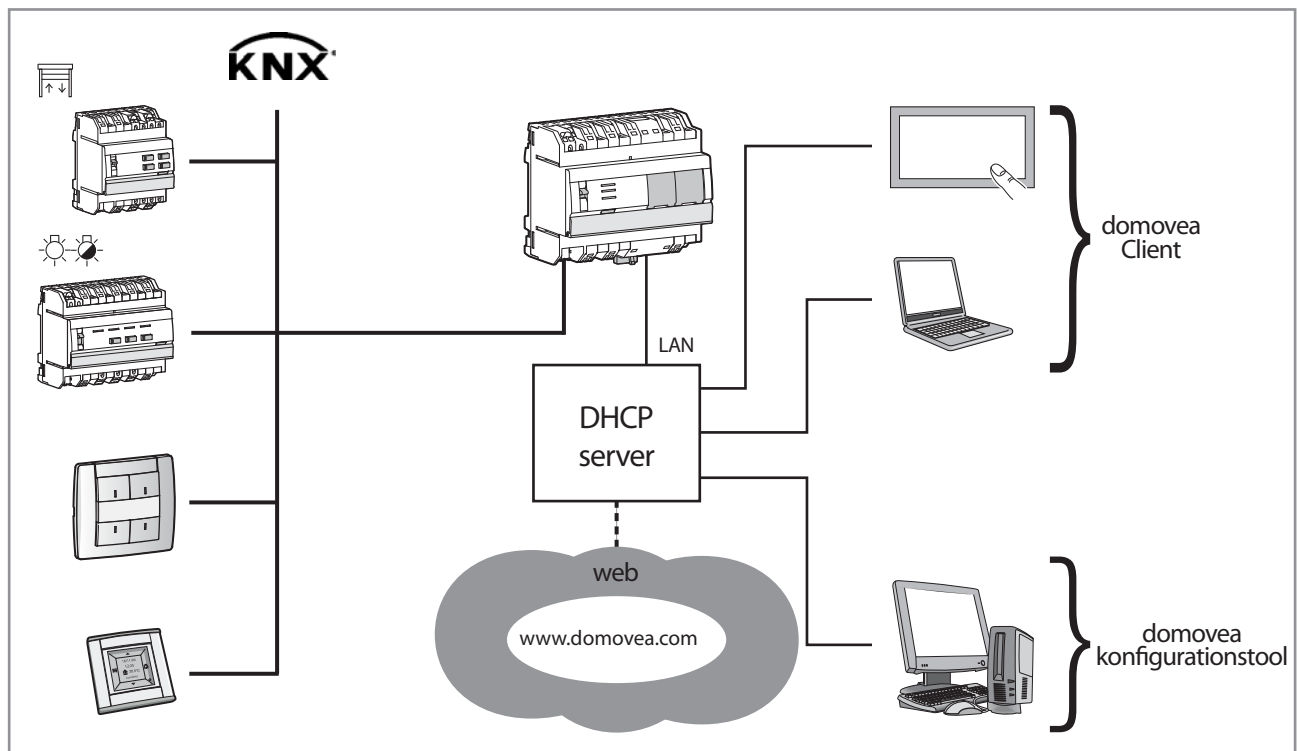 KNX
domovea
Client
LAN
DHCP
server
web
www.domovea.com
domovea
konfigurationstool